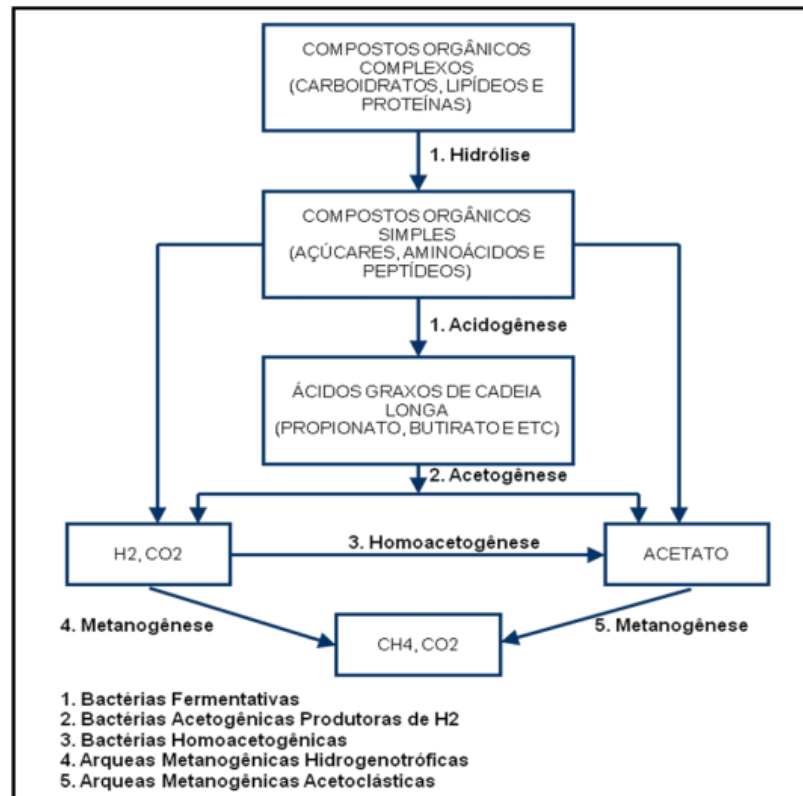 COMPOSTOS ORGÂNICOS
COMPLEXOS
(CARBOIDRATOS, LIPÍDEOS E
PROTEÍNAS)
1. Hidrólise
COMPOSTOS ORGÂNICOS
SIMPLES
(AÇÚCARES, AMINOÁCIDOS E
PEPTÍDEOS)
1. Acidogênese
ÁCIDOS GRAXOS DE CADEIA
LONGA
(PROPIONATO, BUTIRATO E ETC)
2. Acetogênese
H2, CO2
3. Homoacetogênese
ACETATO
4. Metanogênese
5. Metanogênese
CH4, CO2
1. Bactérias Fermentativas
2. Bactérias Acetogênicas Produtoras de H2
3. Bactérias Homoacetogênicas
4. Arqueas Metanogênicas Hidrogenotróficas
5. Arqueas Metanogênicas Acetoclásticas